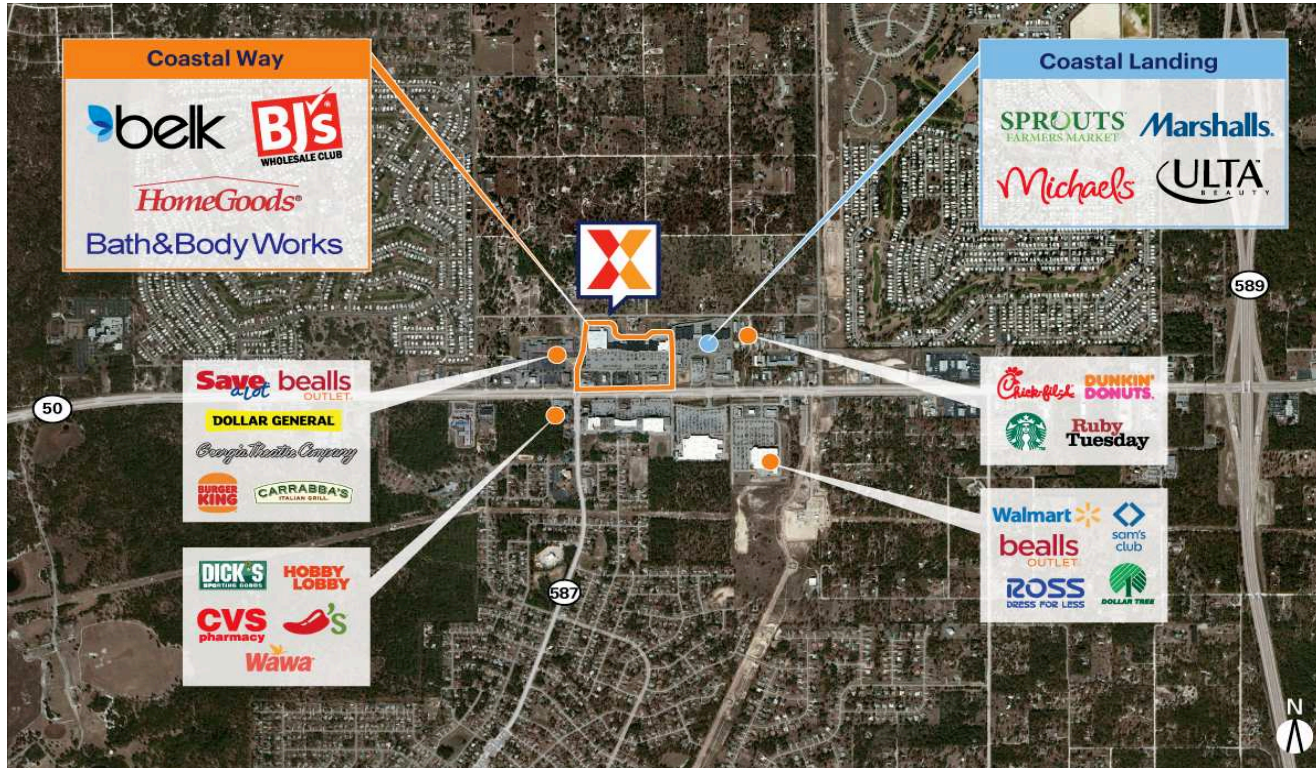 Coastal Way
belk
BJ's
WHOLESALE CLUB
HomeGoods®
Bath&Body Works
Coastal Landing
SPROUTS
FARMERS MARKET
Marshalls.
Michaels
ULTA
BEAUTY
589
50
Save
a lot
bealls
OUTLET.
DOLLAR GENERAL
Georgia Theatre Company
BURGER
KING
CARRABBA'S
ITALIAN GRILL.
Chick-fil-A
DUNKIN'
DONUTS.
Ruby
Tuesday
DICK'S
SPORTING GOODS
HOBBY
LOBBY
CVS
pharmacy
's
Wawa
587
Walmart
sam's
club
bealls
OUTLET
ROSS
DRESS FOR LESS
DOLLAR TREE
N